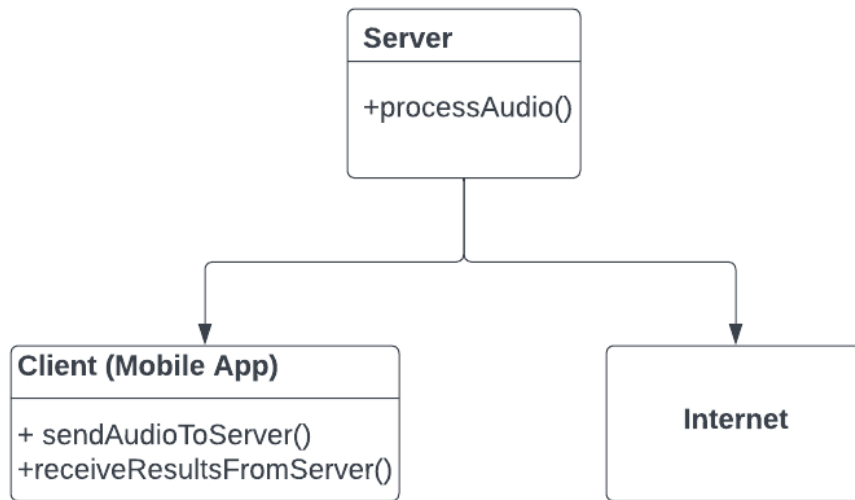 Server
+processAudio()
Client (Mobile App)
+ sendAudioToServer()
+receiveResultsFromServer()
Internet